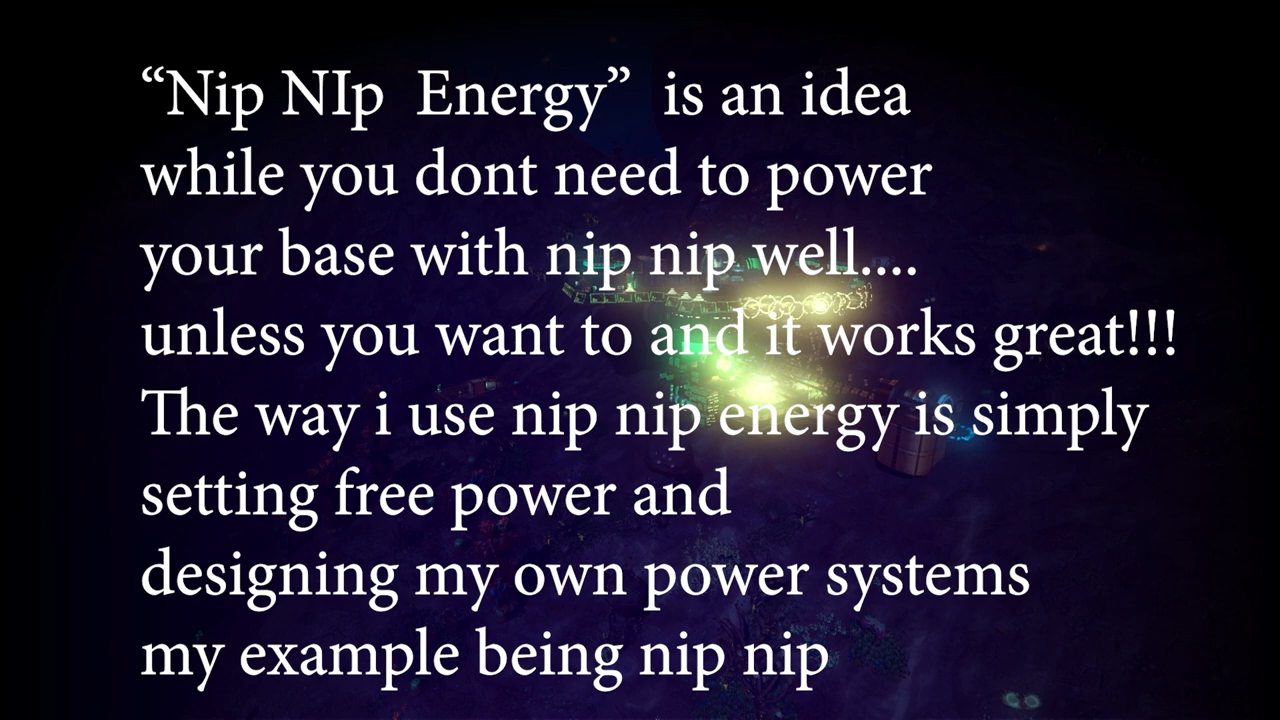 “Nip NIp Energy” is an idea
while you dont need to power
your base with nip nip well....
unless you want to and it works great!!!
The way i use nip nip energy is simply
setting free power and
designing my own power systems
my example being nip nip